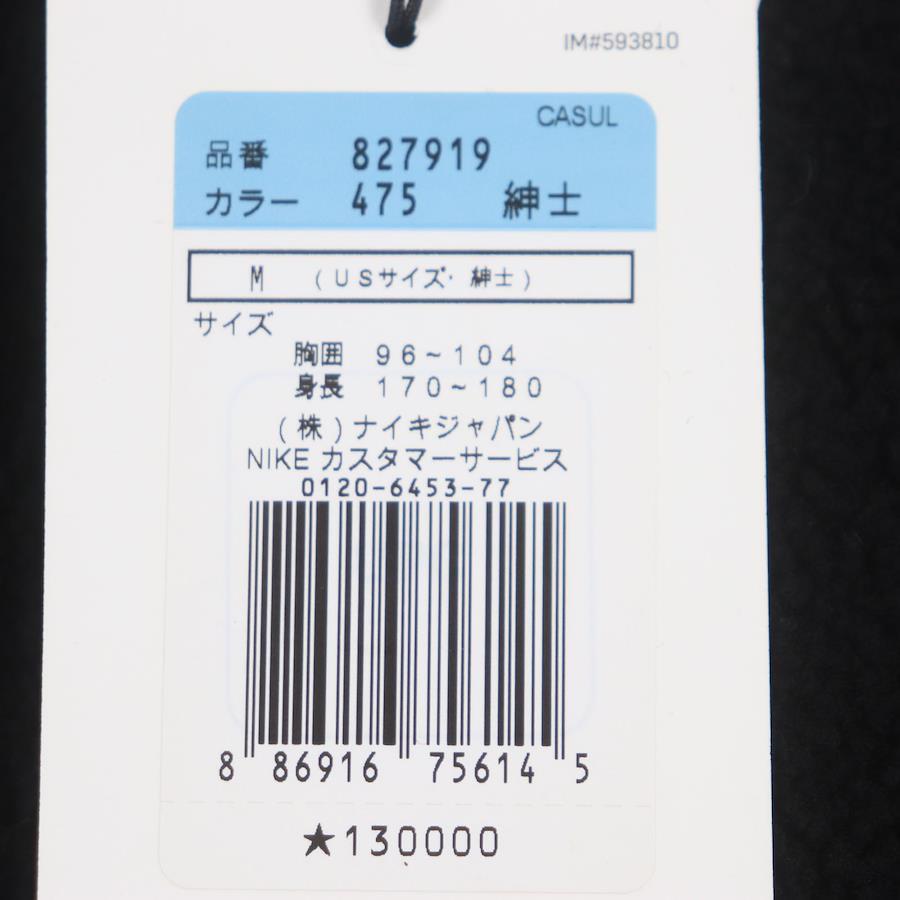 IM#593810
CASUL
品番 827919
カラー 475 紳士
M (USサイズ・紳士)
サイズ
胸囲 96~104
身長 170~180
(株)ナイキジャパン
NIKE カスタマーサービス
0120-6453-77
8 86916 75614 5
★130000